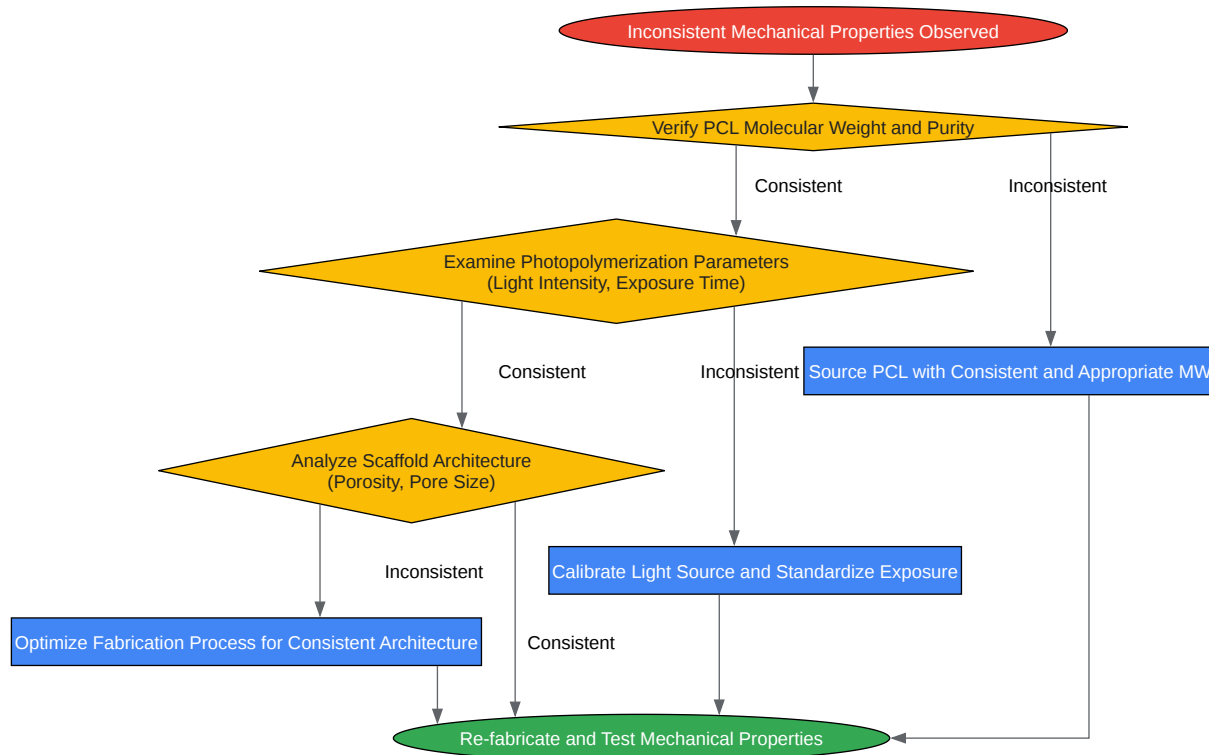 Inconsistent Mechanical Properties Observed
Verify PCL Molecular Weight and Purity
Consistent
Inconsistent
Examine Photopolymerization Parameters
(Light Intensity, Exposure Time)
Consistent
Inconsistent
Source PCL with Consistent and Appropriate MW
Analyze Scaffold Architecture
(Porosity, Pore Size)
Inconsistent
Calibrate Light Source and Standardize Exposure
Optimize Fabrication Process for Consistent Architecture
Consistent
Re-fabricate and Test Mechanical Properties